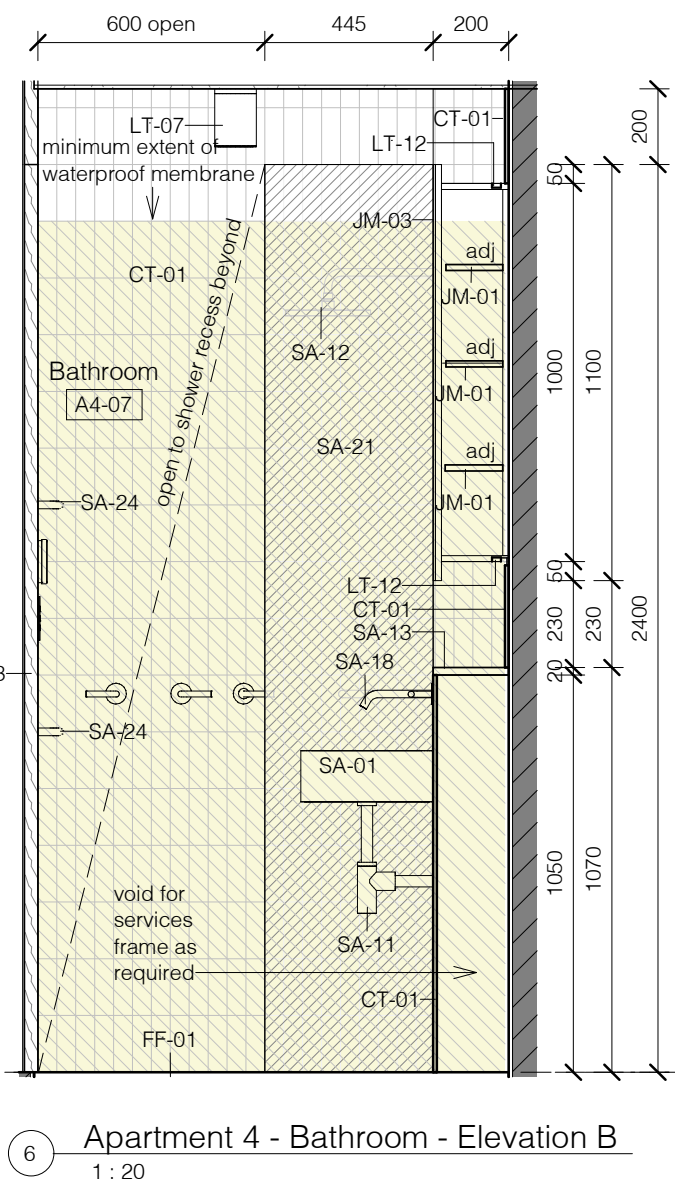 600 open
445
200
LT-07
CT-01
LT-12
200
minimum extent of
waterproof membrane
50
JM-03
CT-01
adj
JM-01
open to shower recess beyond
SA-12
adj
JM-01
1000
1100
Bathroom
A4-07
SA-21
adj
JM-01
SA-24
LT-12
50
CT-01
SA-13
230
230
2400
SA-18
20
SA-24
SA-01
void for
services
frame as
required
SA-11
1050
1070
CT-01
FF-01
6
Apartment 4 - Bathroom - Elevation B
1 : 20